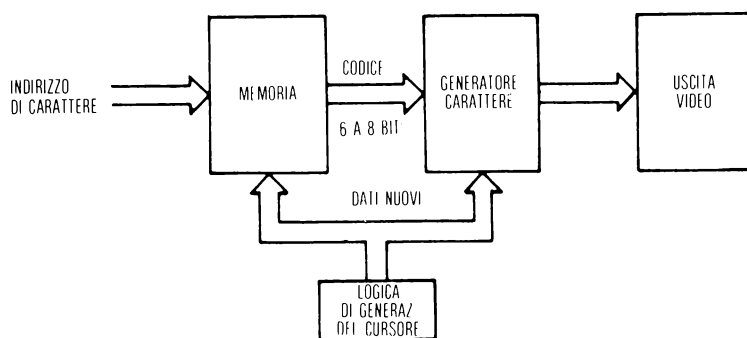 INDIRIZZO
DI CARATTERE
MEMORIA
CODICE
6 A 8 BIT
GENERATORE
CARATTERE
USCITA
VIDEO
DATI NUOVI
LOGICA
DI GENERAZ
DEL CURSORE